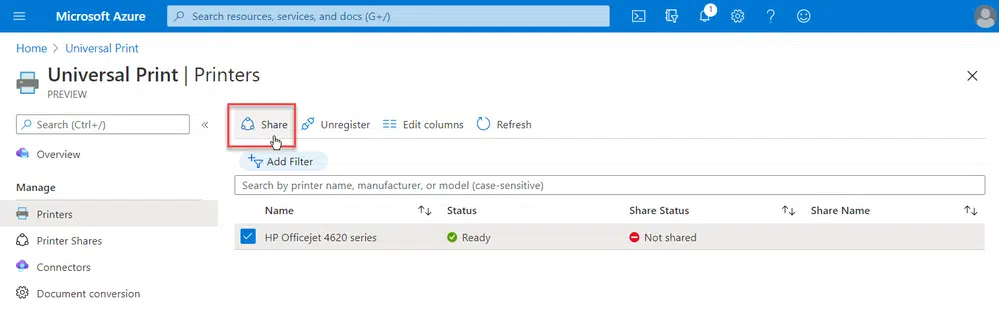 Microsoft Azure
Search resources, services, and docs (G+/)
1
Home > Universal Print
Universal Print | Printers
PREVIEW
Search (Ctrl+/)
«
Share
Unregister
Edit columns
Refresh
Overview
Add Filter
Search by printer name, manufacturer, or model (case-sensitive)
Manage
Name ↑↓ Status Share Status ↑↓ Share Name ↑↓
Printers
HP Officejet 4620 series Ready Not shared
Printer Shares
Connectors
Document conversion